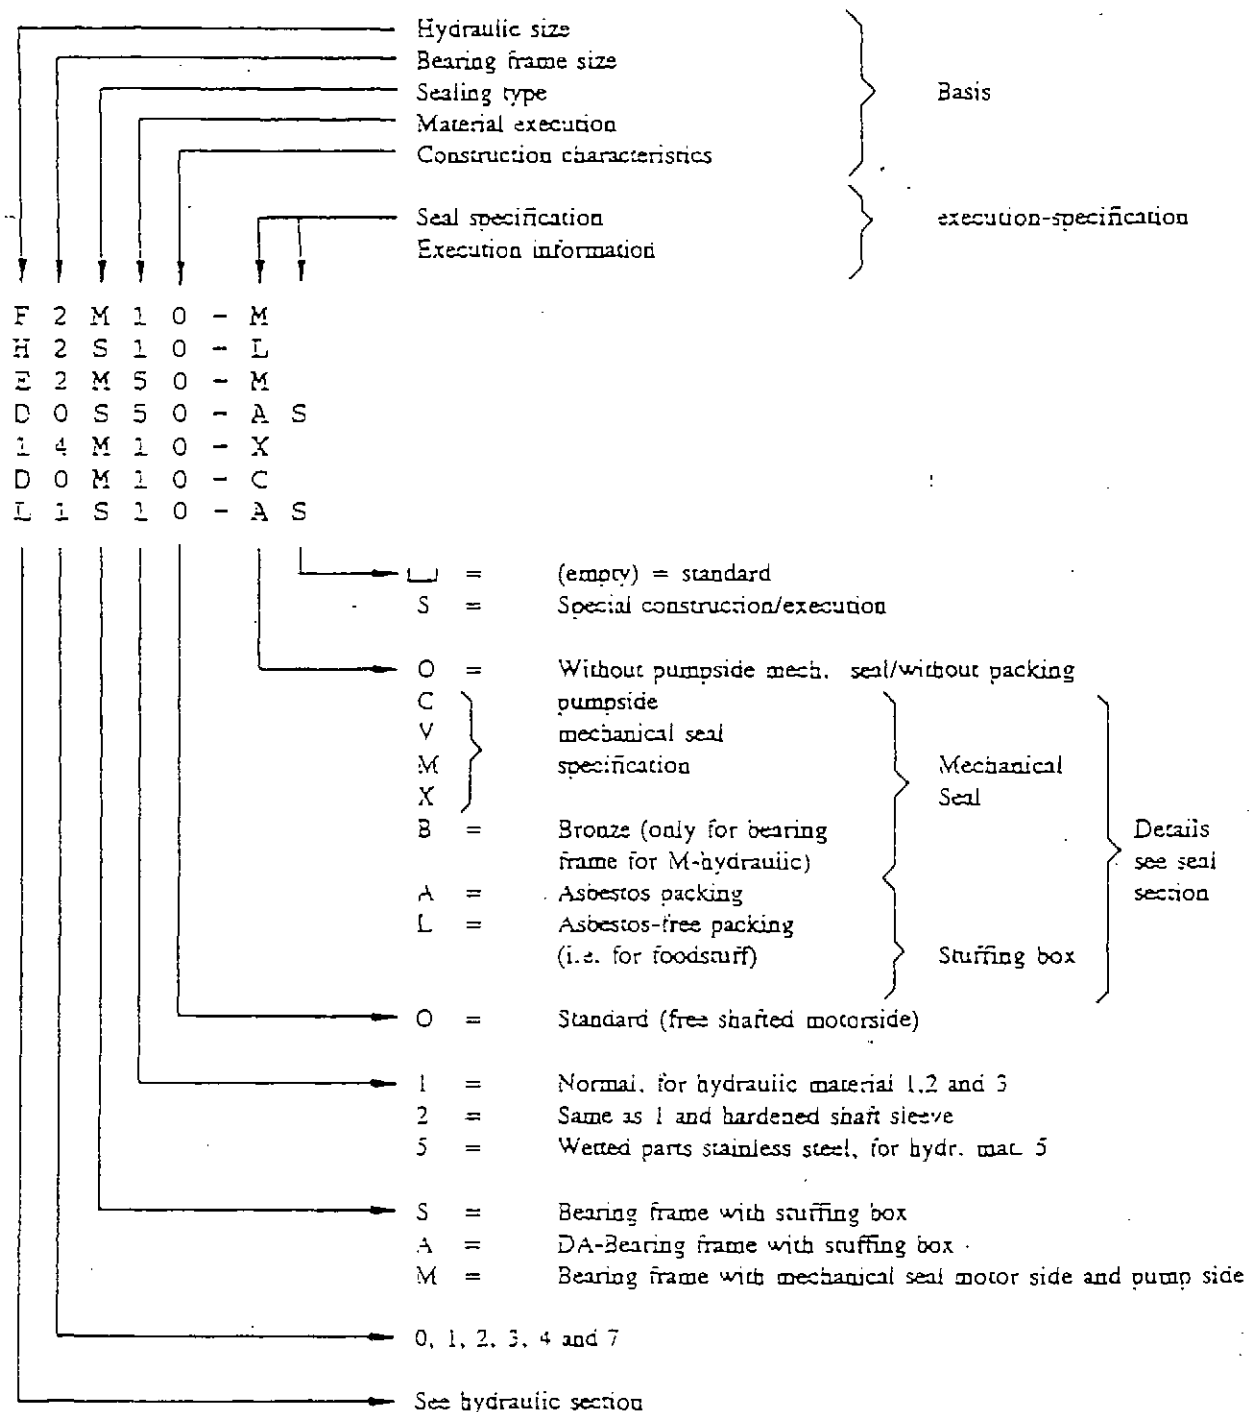 Hydraulic size
Bearing frame size
Sealing type
Basis
Material execution
Construction characteristics
Seal specification
execution-specification
Execution information
F 2 M 1 0 - M
H 2 S 1 0 - L
E 2 M 5 0 - M
D 0 S 5 0 - A S
1 4 M 1 0 - X
D 0 M 1 0 - C
L 1 S 1 0 - A S
⌴ = (empty) = standard
S = Special construction/execution
O = Without pumpside mech. seal/without packing
C pumpside
V mechanical seal
M specification Mechanical
X Seal
B = Bronze (only for bearing Details
frame for M-hydraulic) see seal
A = Asbestos packing section
L = Asbestos-free packing
(i.e. for foodstuff) Stuffing box
O = Standard (free shafted motorside)
1 = Normal, for hydraulic material 1,2 and 3
2 = Same as 1 and hardened shaft sleeve
5 = Wetted parts stainless steel, for hydr. mat. 5
S = Bearing frame with stuffing box
A = DA-Bearing frame with stuffing box
M = Bearing frame with mechanical seal motor side and pump side
0, 1, 2, 3, 4 and 7
See hydraulic section